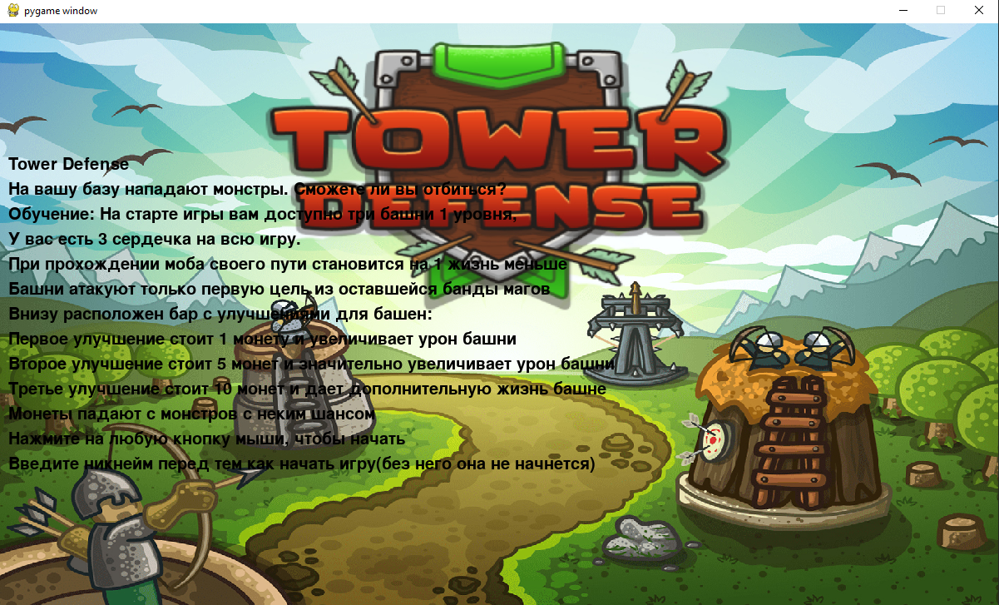 pygame window
TOWER
DEFENSE
Tower Defense
На вашу базу нападают монстры. Сможете ли вы отбиться?
Обучение: На старте игры вам доступно три башни 1 уровня,
У вас есть 3 сердечка на всю игру.
При прохождении моба своего пути становится на 1 жизнь меньше
Башни атакуют только первую цель из оставшейся банды магов
Внизу расположен бар с улучшениями для башен:
Первое улучшение стоит 1 монету и увеличивает урон башни
Второе улучшение стоит 5 монет и значительно увеличивает урон башни
Третье улучшение стоит 10 монет и дает дополнительную жизнь башне
Монеты падают с монстров с неким шансом
Нажмите на любую кнопку мыши, чтобы начать
Введите никнейм перед тем как начать игру(без него она не начнется)